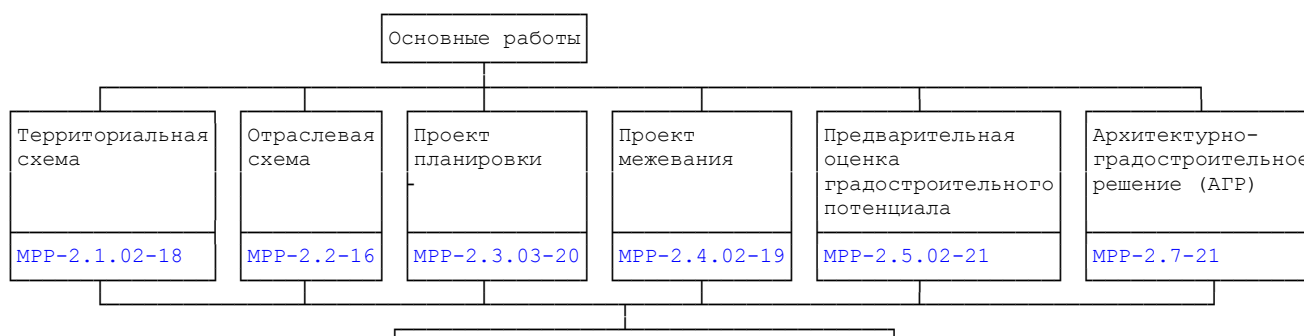 Основные работы
Территориальная
схема
МРР-2.1.02-18
Отраслевая
схема
МРР-2.2-16
Проект
планировки
-
МРР-2.3.03-20
Проект
межевания
МРР-2.4.02-19
Предварительная
оценка
градостроительного
потенциала
МРР-2.5.02-21
Архитектурно-
градостроительное
решение (АГР)
МРР-2.7-21